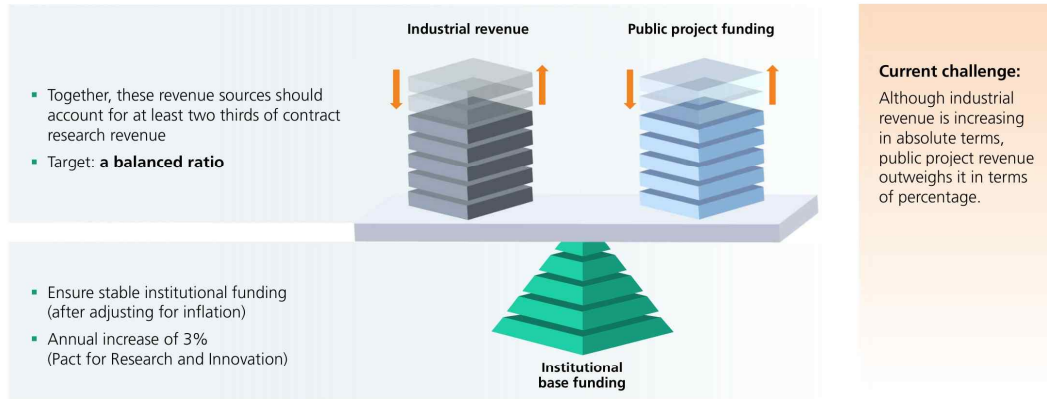 Industrial revenue
Public project funding
Together, these revenue sources should
account for at least two thirds of contract
research revenue
Target: a balanced ratio
Current challenge:
Although industrial
revenue is increasing
in absolute terms,
public project revenue
outweighs it in terms
of percentage.
Ensure stable institutional funding
(after adjusting for inflation)
Annual increase of 3%
(Pact for Research and Innovation)
Institutional
base funding